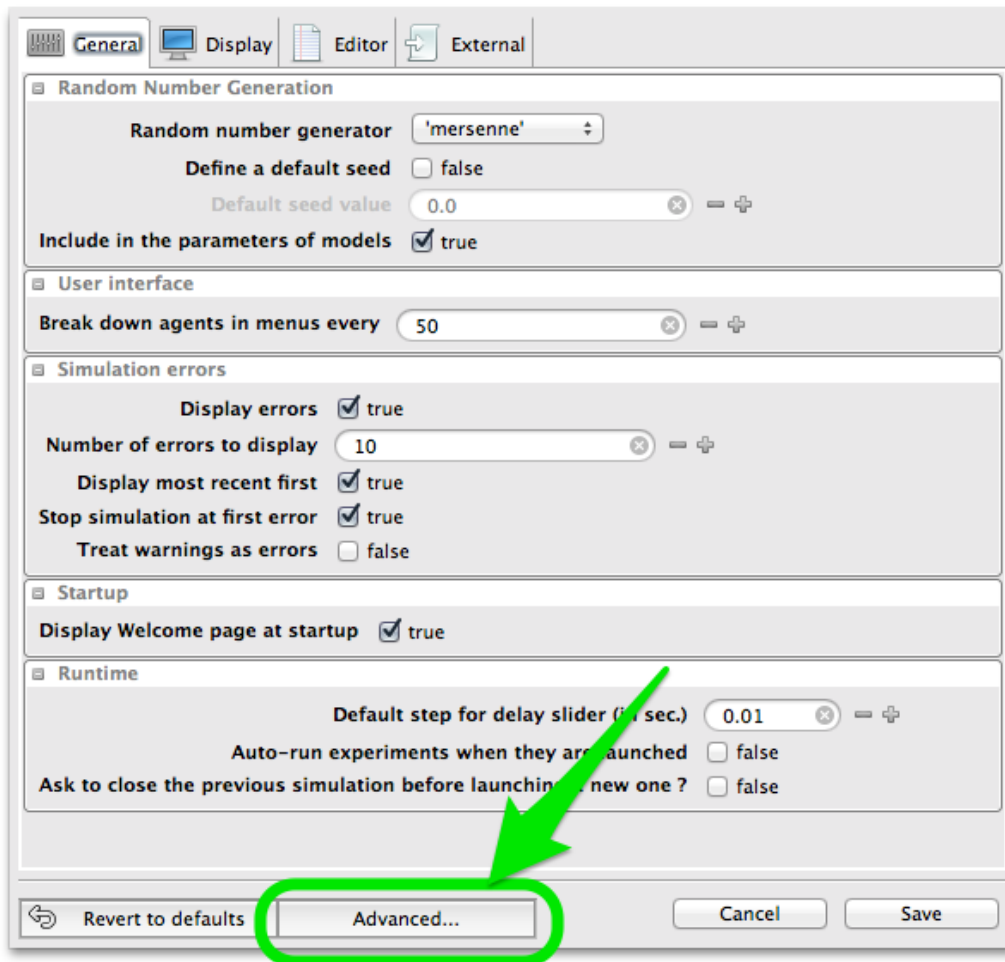 General Display Editor External
Random Number Generation
Random number generator 'mersenne'
Define a default seed false
Default seed value 0.0
Include in the parameters of models true
User interface
Break down agents in menus every 50
Simulation errors
Display errors true
Number of errors to display 10
Display most recent first true
Stop simulation at first error true
Treat warnings as errors false
Startup
Display Welcome page at startup true
Runtime
Default step for delay slider (in sec.) 0.01
Auto-run experiments when they are launched false
Ask to close the previous simulation before launching new one ? false
Revert to defaults Advanced... Cancel Save